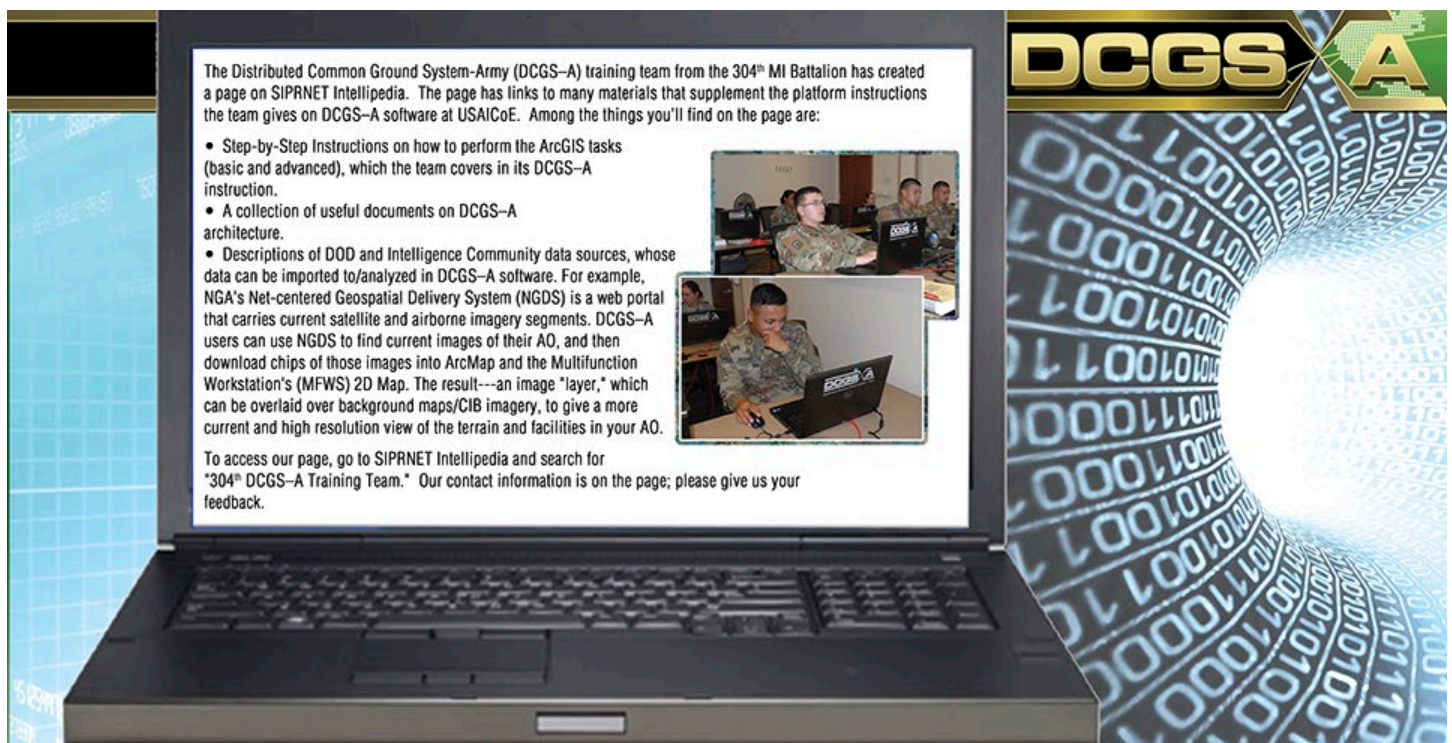 DCGS A
The Distributed Common Ground System-Army (DCGS–A) training team from the 304th MI Battalion has created
a page on SIPRNET Intellipedia.  The page has links to many materials that supplement the platform instructions
the team gives on DCGS–A software at USAICoE.  Among the things you'll find on the page are:
• Step-by-Step Instructions on how to perform the ArcGIS tasks
(basic and advanced), which the team covers in its DCGS–A
instruction.
• A collection of useful documents on DCGS–A
architecture.
• Descriptions of DOD and Intelligence Community data sources, whose
data can be imported to/analyzed in DCGS–A software. For example,
NGA's Net-centered Geospatial Delivery System (NGDS) is a web portal
that carries current satellite and airborne imagery segments. DCGS–A
users can use NGDS to find current images of their AO, and then
download chips of those images into ArcMap and the Multifunction
Workstation's (MFWS) 2D Map. The result---an image "layer," which
can be overlaid over background maps/CIB imagery, to give a more
current and high resolution view of the terrain and facilities in your AO.
To access our page, go to SIPRNET Intellipedia and search for
"304th DCGS–A Training Team."  Our contact information is on the page; please give us your
feedback.
DCGS A
DCGS A